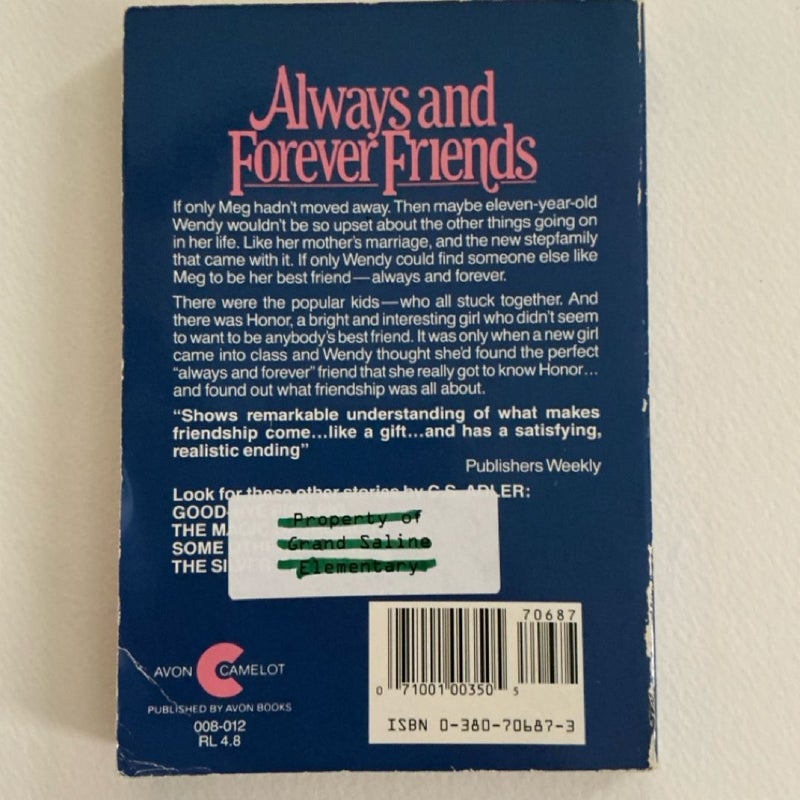 Always and
Forever Friends
If only Meg hadn't moved away. Then maybe eleven-year-old
Wendy wouldn't be so upset about the other things going on
in her life. Like her mother's marriage, and the new stepfamily
that came with it. If only Wendy could find someone else like
Meg to be her best friend—always and forever.
There were the popular kids—who all stuck together. And
there was Honor, a bright and interesting girl who didn't seem
to want to be anybody's best friend. It was only when a new girl
came into class and Wendy thought she'd found the perfect
"always and forever" friend that she really got to know Honor...
and found out what friendship was all about.
"Shows remarkable understanding of what makes
friendship come...like a gift...and has a satisfying,
realistic ending"
Publishers Weekly
Look for these other stories by C.S. ADLER:
THE
SOME
THE
Property of
Grand Saline
Elementary
70687
0 71001 00350 5
ISBN 0-380-70687-3
AVON CAMELOT
PUBLISHED BY AVON BOOKS
008-012
RL 4.8